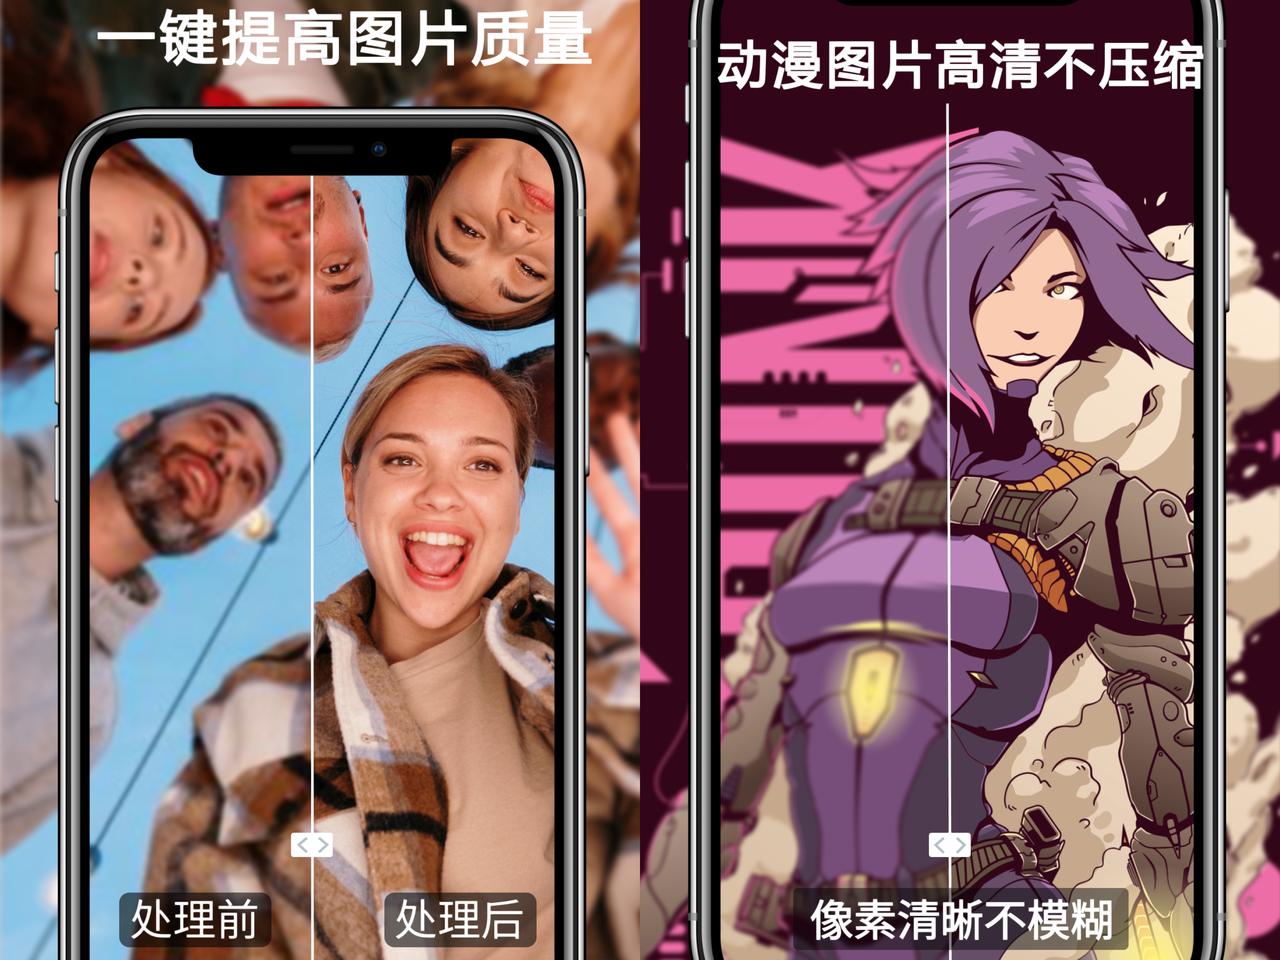 一键提高图片质量
处理前
处理后
动漫图片高清不压缩
像素清晰不模糊